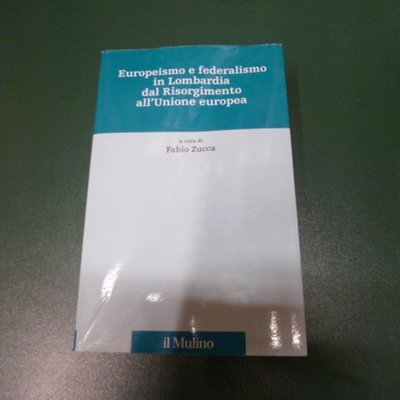 Europeismo e federalismo
in Lombardia
dal Risorgimento
all'Unione europea
a cura di
Fabio Zucca
il Mulino